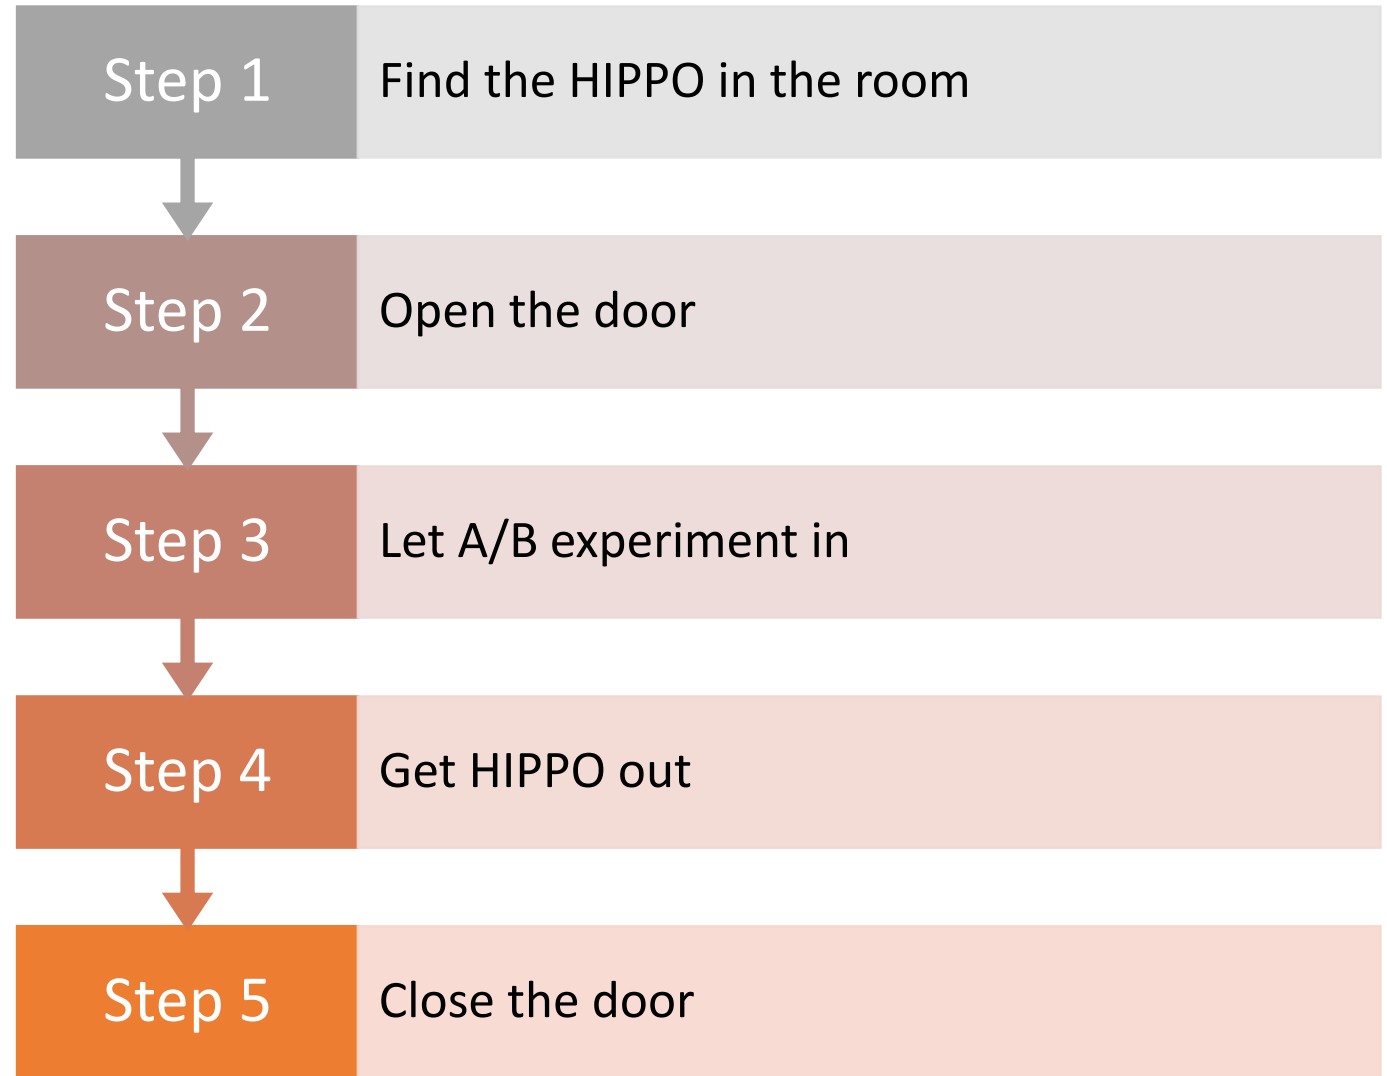 Step 1
Find the HIPPO in the room
Step 2
Open the door
Step 3
Let A/B experiment in
Step 4
Get HIPPO out
Step 5
Close the door